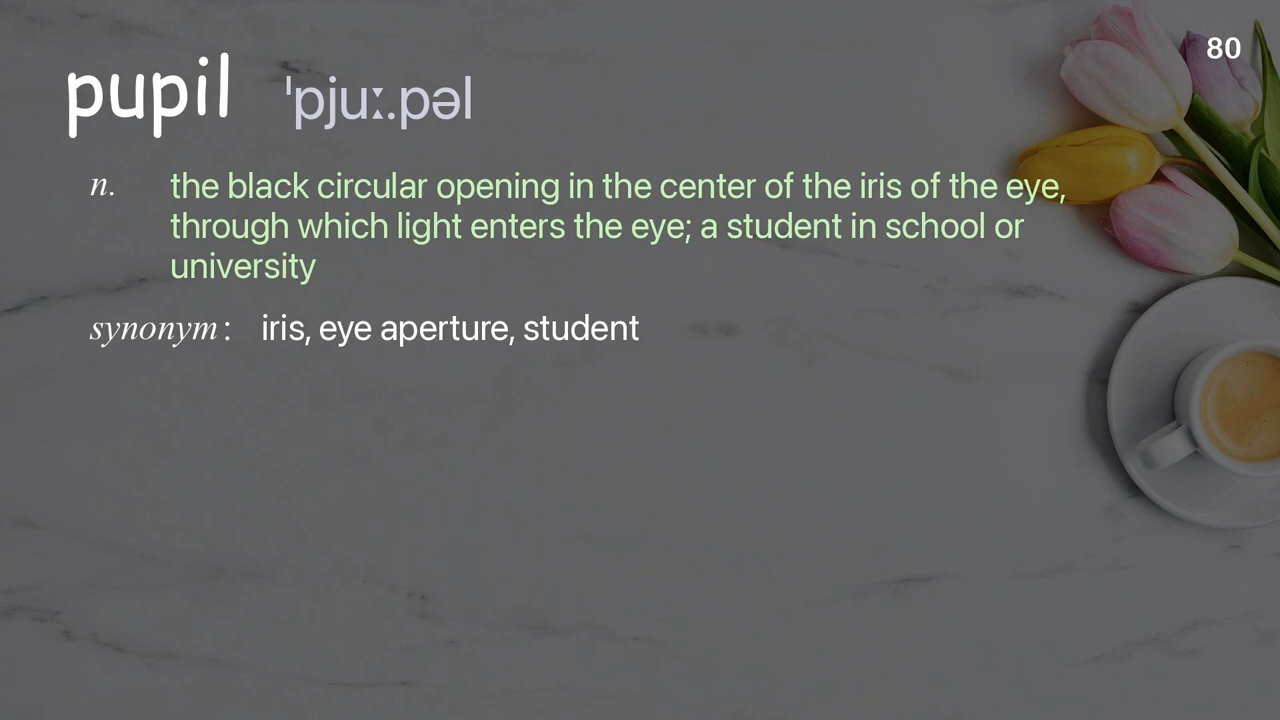 80
pupil ˈpjuː.pəl
n. the black circular opening in the center of the iris of the eye,
through which light enters the eye; a student in school or
university
synonym: iris, eye aperture, student